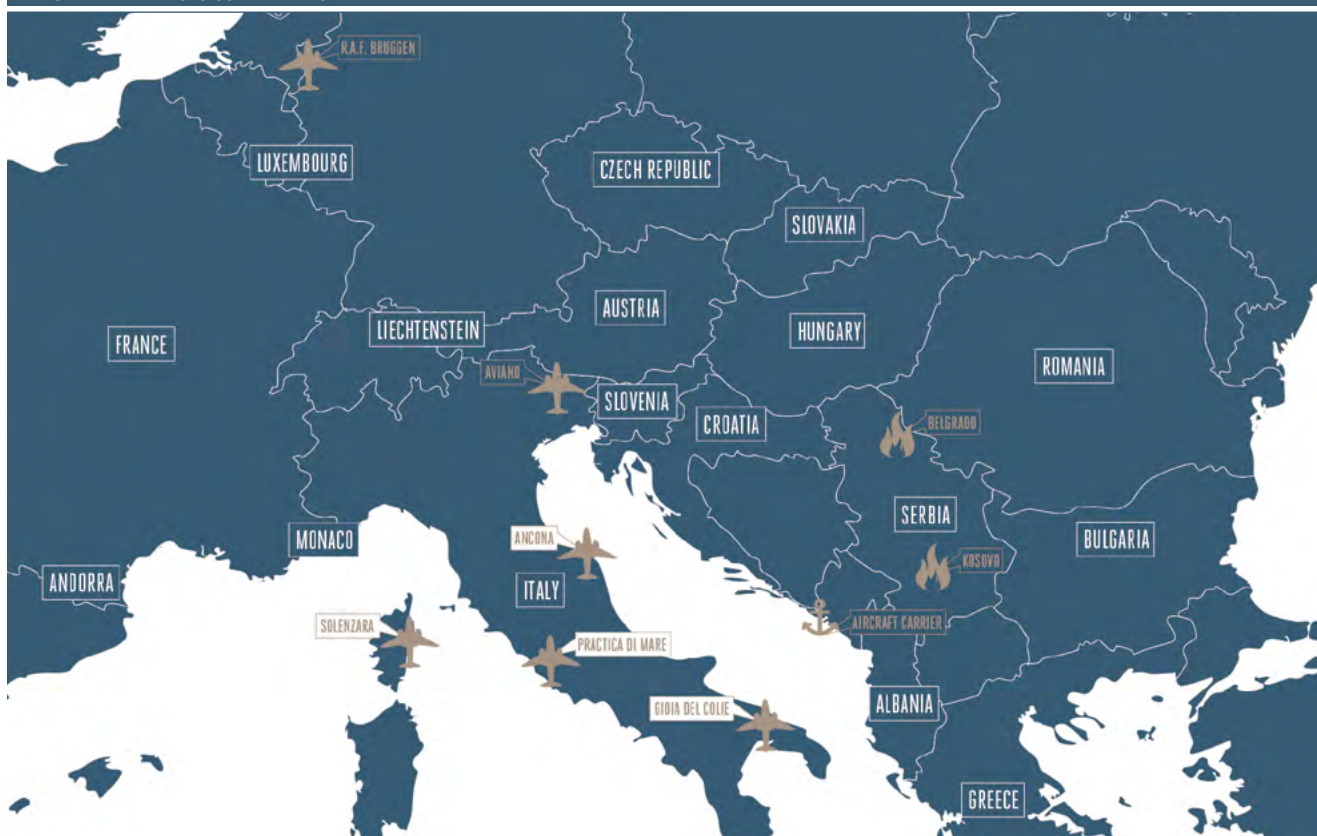 R.A.F. BRUGGEN
LUXEMBOURG
CZECH REPUBLIC
SLOVAKIA
AUSTRIA
LIECHTENSTEIN
HUNGARY
FRANCE
ROMANIA
AVIANO
SLOVENIA
CROATIA
BELGRADO
SERBIA
MONACO
ANCONA
BULGARIA
KOSOVO
ANDORRA
ITALY
SOLENZARA
AIRCRAFT CARRIER
PRACTICA DI MARE
ALBANIA
GIOIA DEL COLIE
GREECE